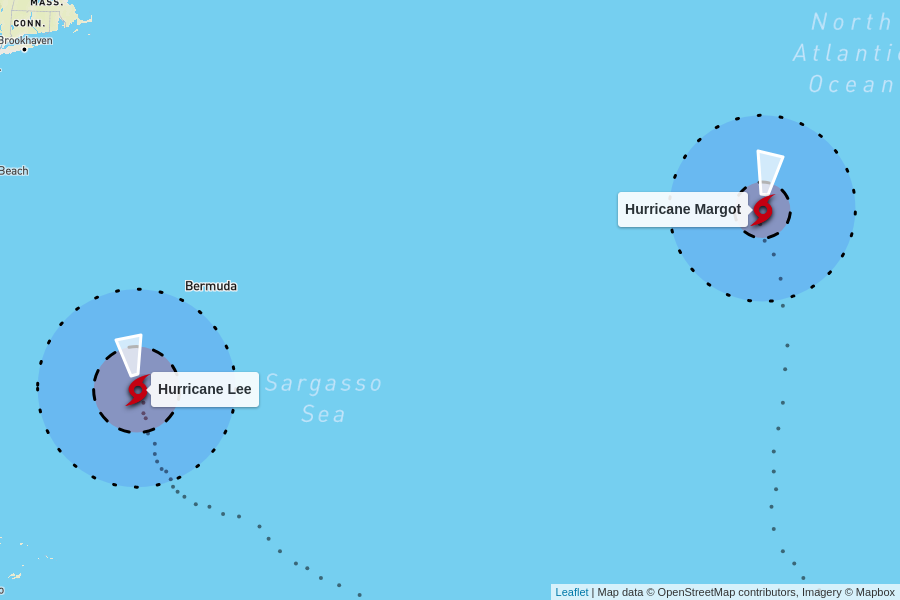 MASS.
CONN.
Brookhaven
North
Atlantic
Ocean
Beach
Hurricane Margot
Bermuda
Hurricane Lee
Sargasso
Sea
Leaflet | Map data © OpenStreetMap contributors, Imagery © Mapbox